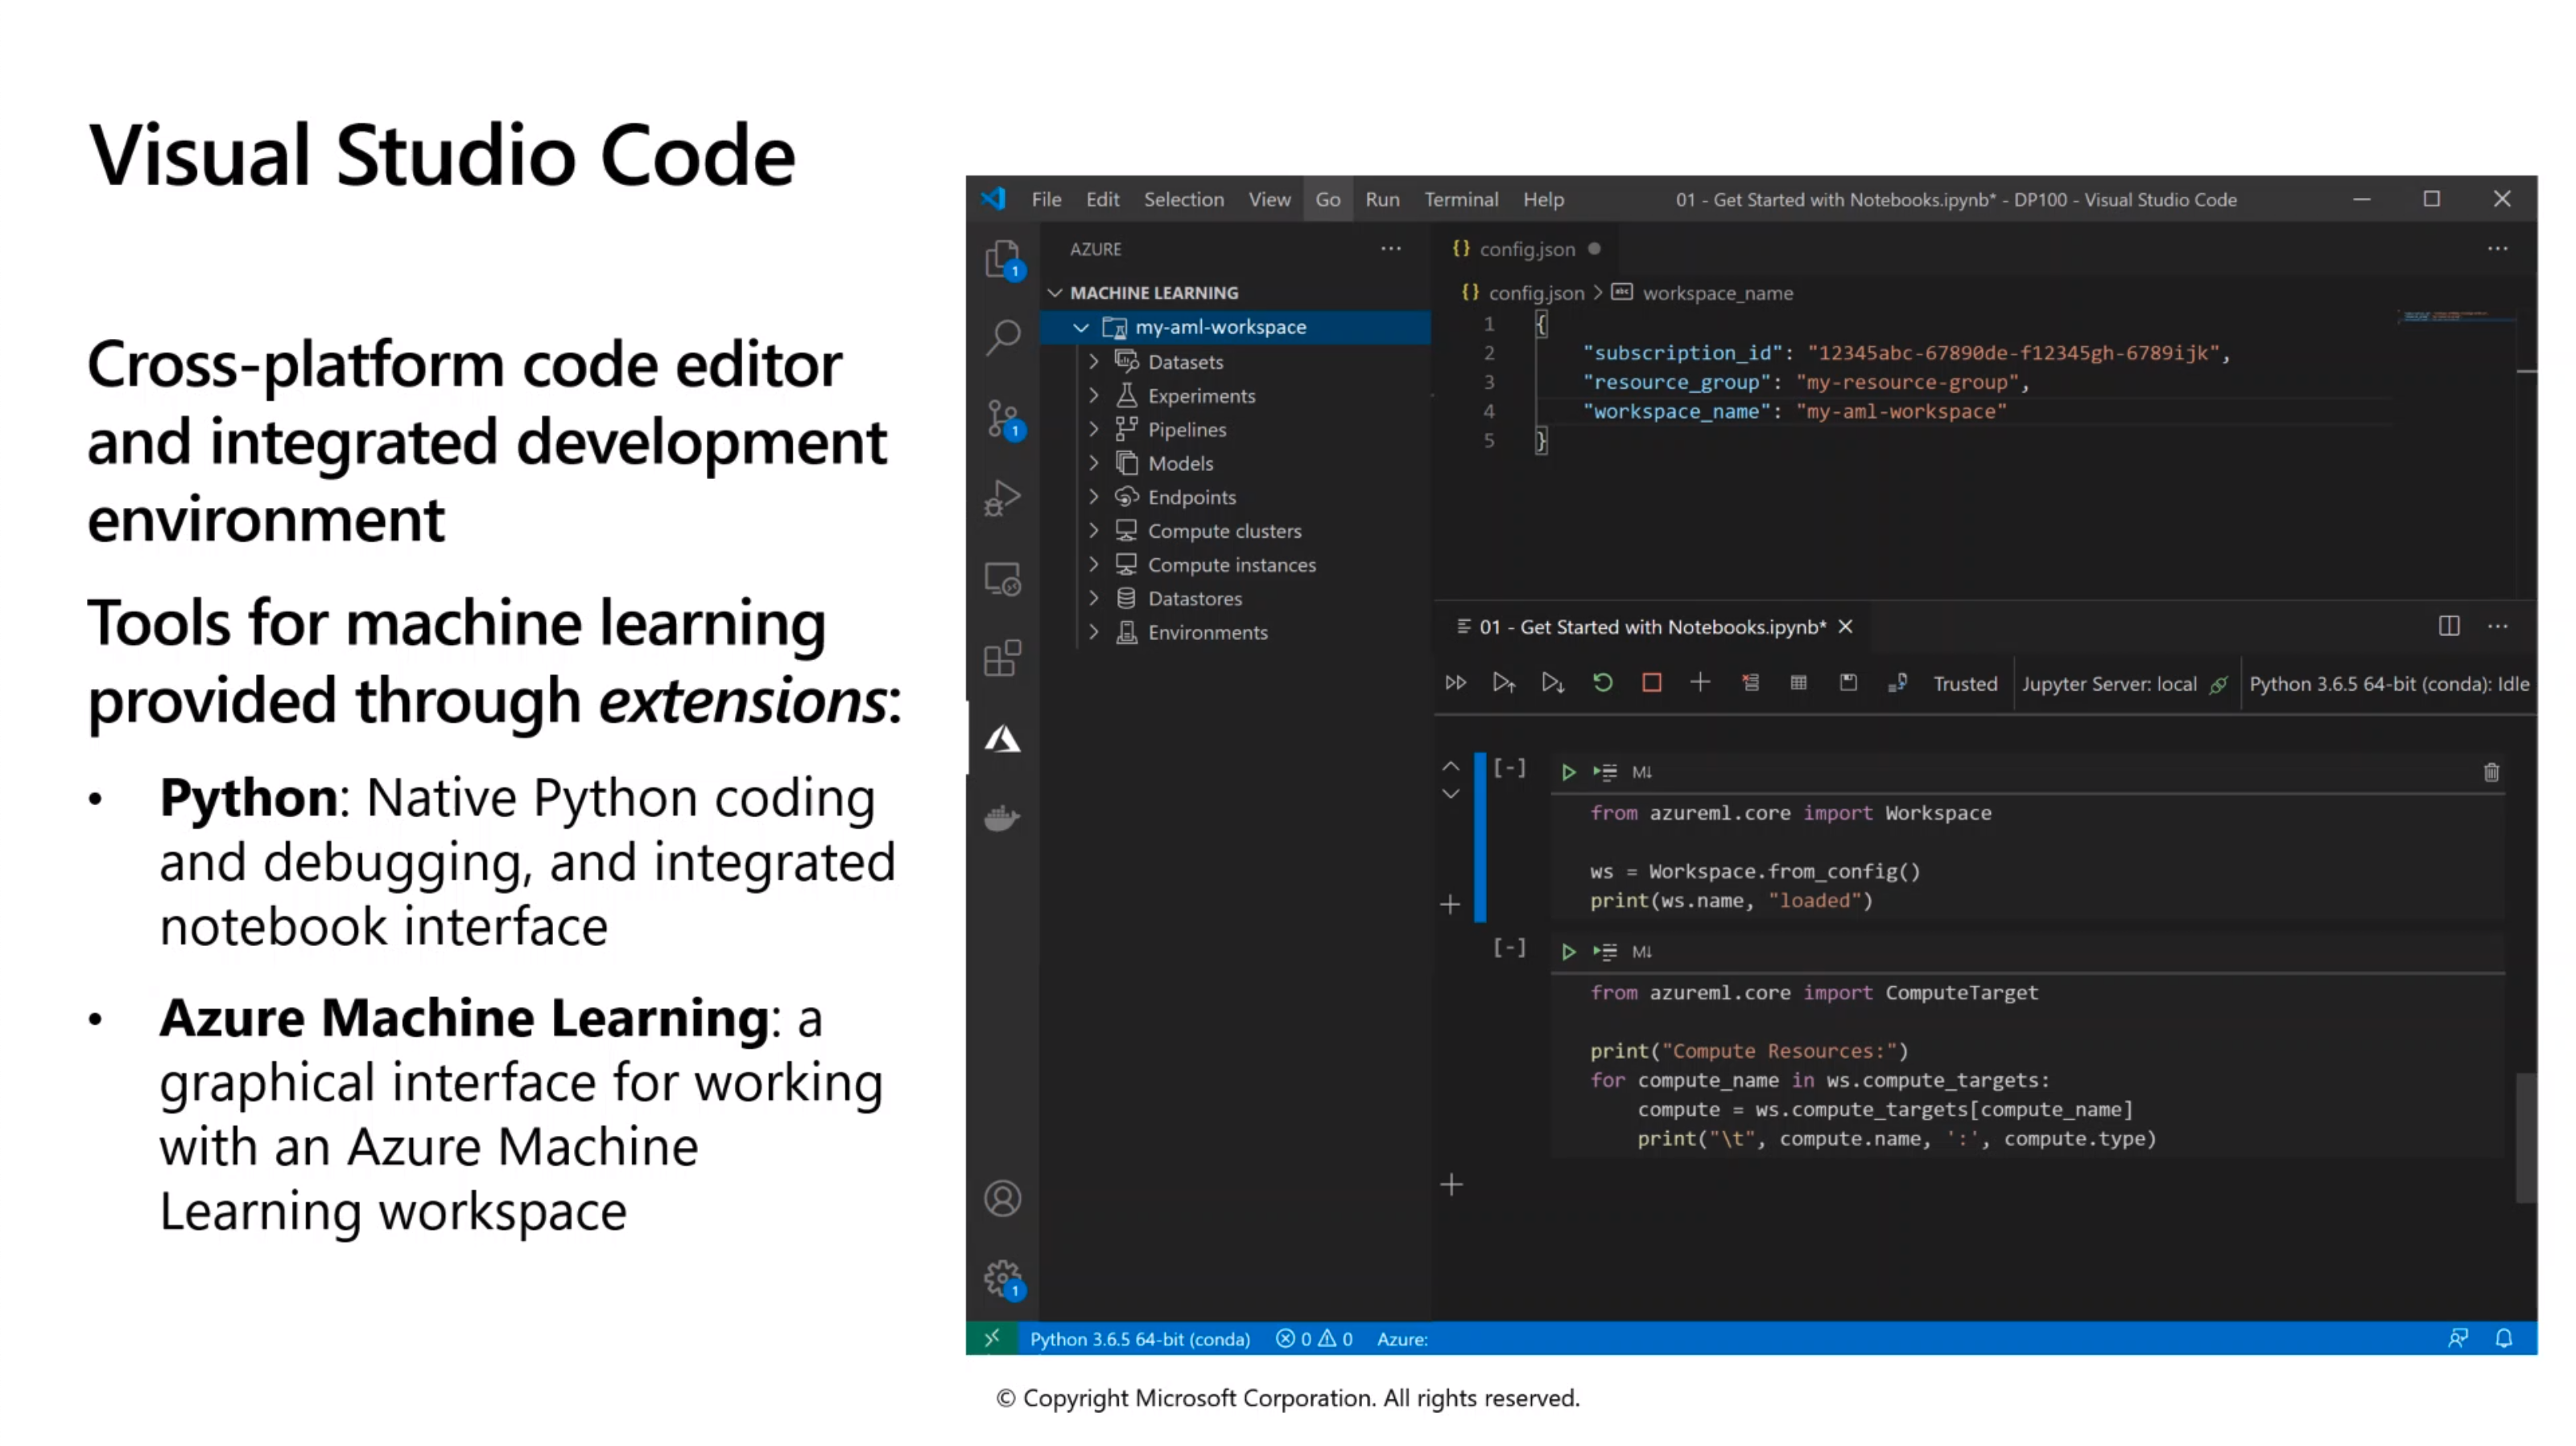 Visual Studio Code
Cross-platform code editor
and integrated development
environment
Tools for machine learning
provided through extensions:
• Python: Native Python coding
and debugging, and integrated
notebook interface
• Azure Machine Learning: a
graphical interface for working
with an Azure Machine
Learning workspace
File Edit Selection View Go Run Terminal Help 01 - Get Started with Notebooks.ipynb* - DP100 - Visual Studio Code
1
1
1
AZURE ...
MACHINE LEARNING
my-aml-workspace
Datasets
Experiments
Pipelines
Models
Endpoints
Compute clusters
Compute instances
Datastores
Environments
{} config.json ...
{} config.json > abc workspace_name
1 {
2 "subscription_id": "12345abc-67890de-f12345gh-6789ijk",
3 "resource_group": "my-resource-group",
4 "workspace_name": "my-aml-workspace"
5 }
01 - Get Started with Notebooks.ipynb* ...
Trusted Jupyter Server: local Python 3.6.5 64-bit (conda): Idle
[-] M↓
from azureml.core import Workspace
ws = Workspace.from_config()
print(ws.name, "loaded")
[-] M↓
from azureml.core import ComputeTarget
print("Compute Resources:")
for compute_name in ws.compute_targets:
compute = ws.compute_targets[compute_name]
print("\t", compute.name, ':', compute.type)
Python 3.6.5 64-bit (conda) 0 0 Azure:
© Copyright Microsoft Corporation. All rights reserved.